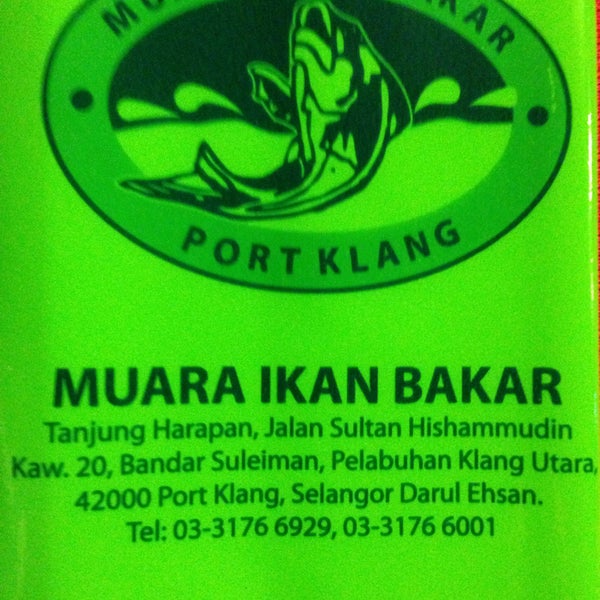 BAKAR
PORT KLANG
MUARA IKAN BAKAR
Tanjung Harapan, Jalan Sultan Hishammudin
Kaw. 20, Bandar Suleiman, Pelabuhan Klang Utara,
42000 Port Klang, Selangor Darul Ehsan.
Tel: 03-3176 6929, 03-3176 6001